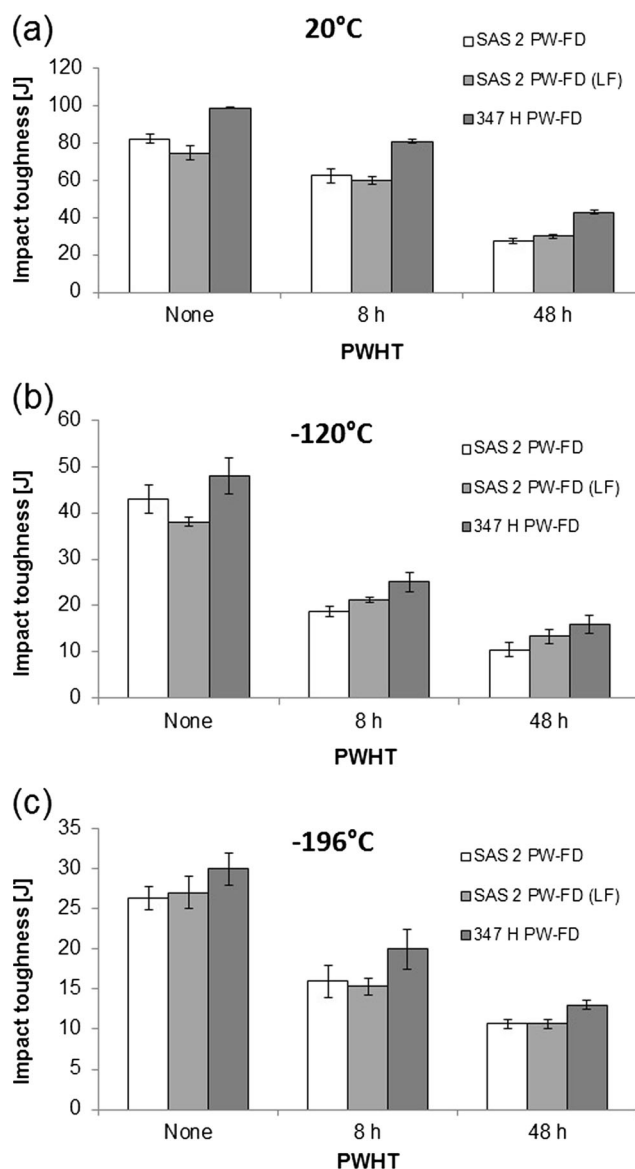 (a)
20°C
Impact toughness [J]
120
100
80
60
40
20
0
SAS 2 PW-FD
SAS 2 PW-FD (LF)
347 H PW-FD
None 8 h 48 h
PWHT
(b)
-120°C
Impact toughness [J]
60
50
40
30
20
10
0
SAS 2 PW-FD
SAS 2 PW-FD (LF)
347 H PW-FD
None 8 h 48 h
PWHT
(c)
-196°C
Impact toughness [J]
35
30
25
20
15
10
5
0
SAS 2 PW-FD
SAS 2 PW-FD (LF)
347 H PW-FD
None 8 h 48 h
PWHT